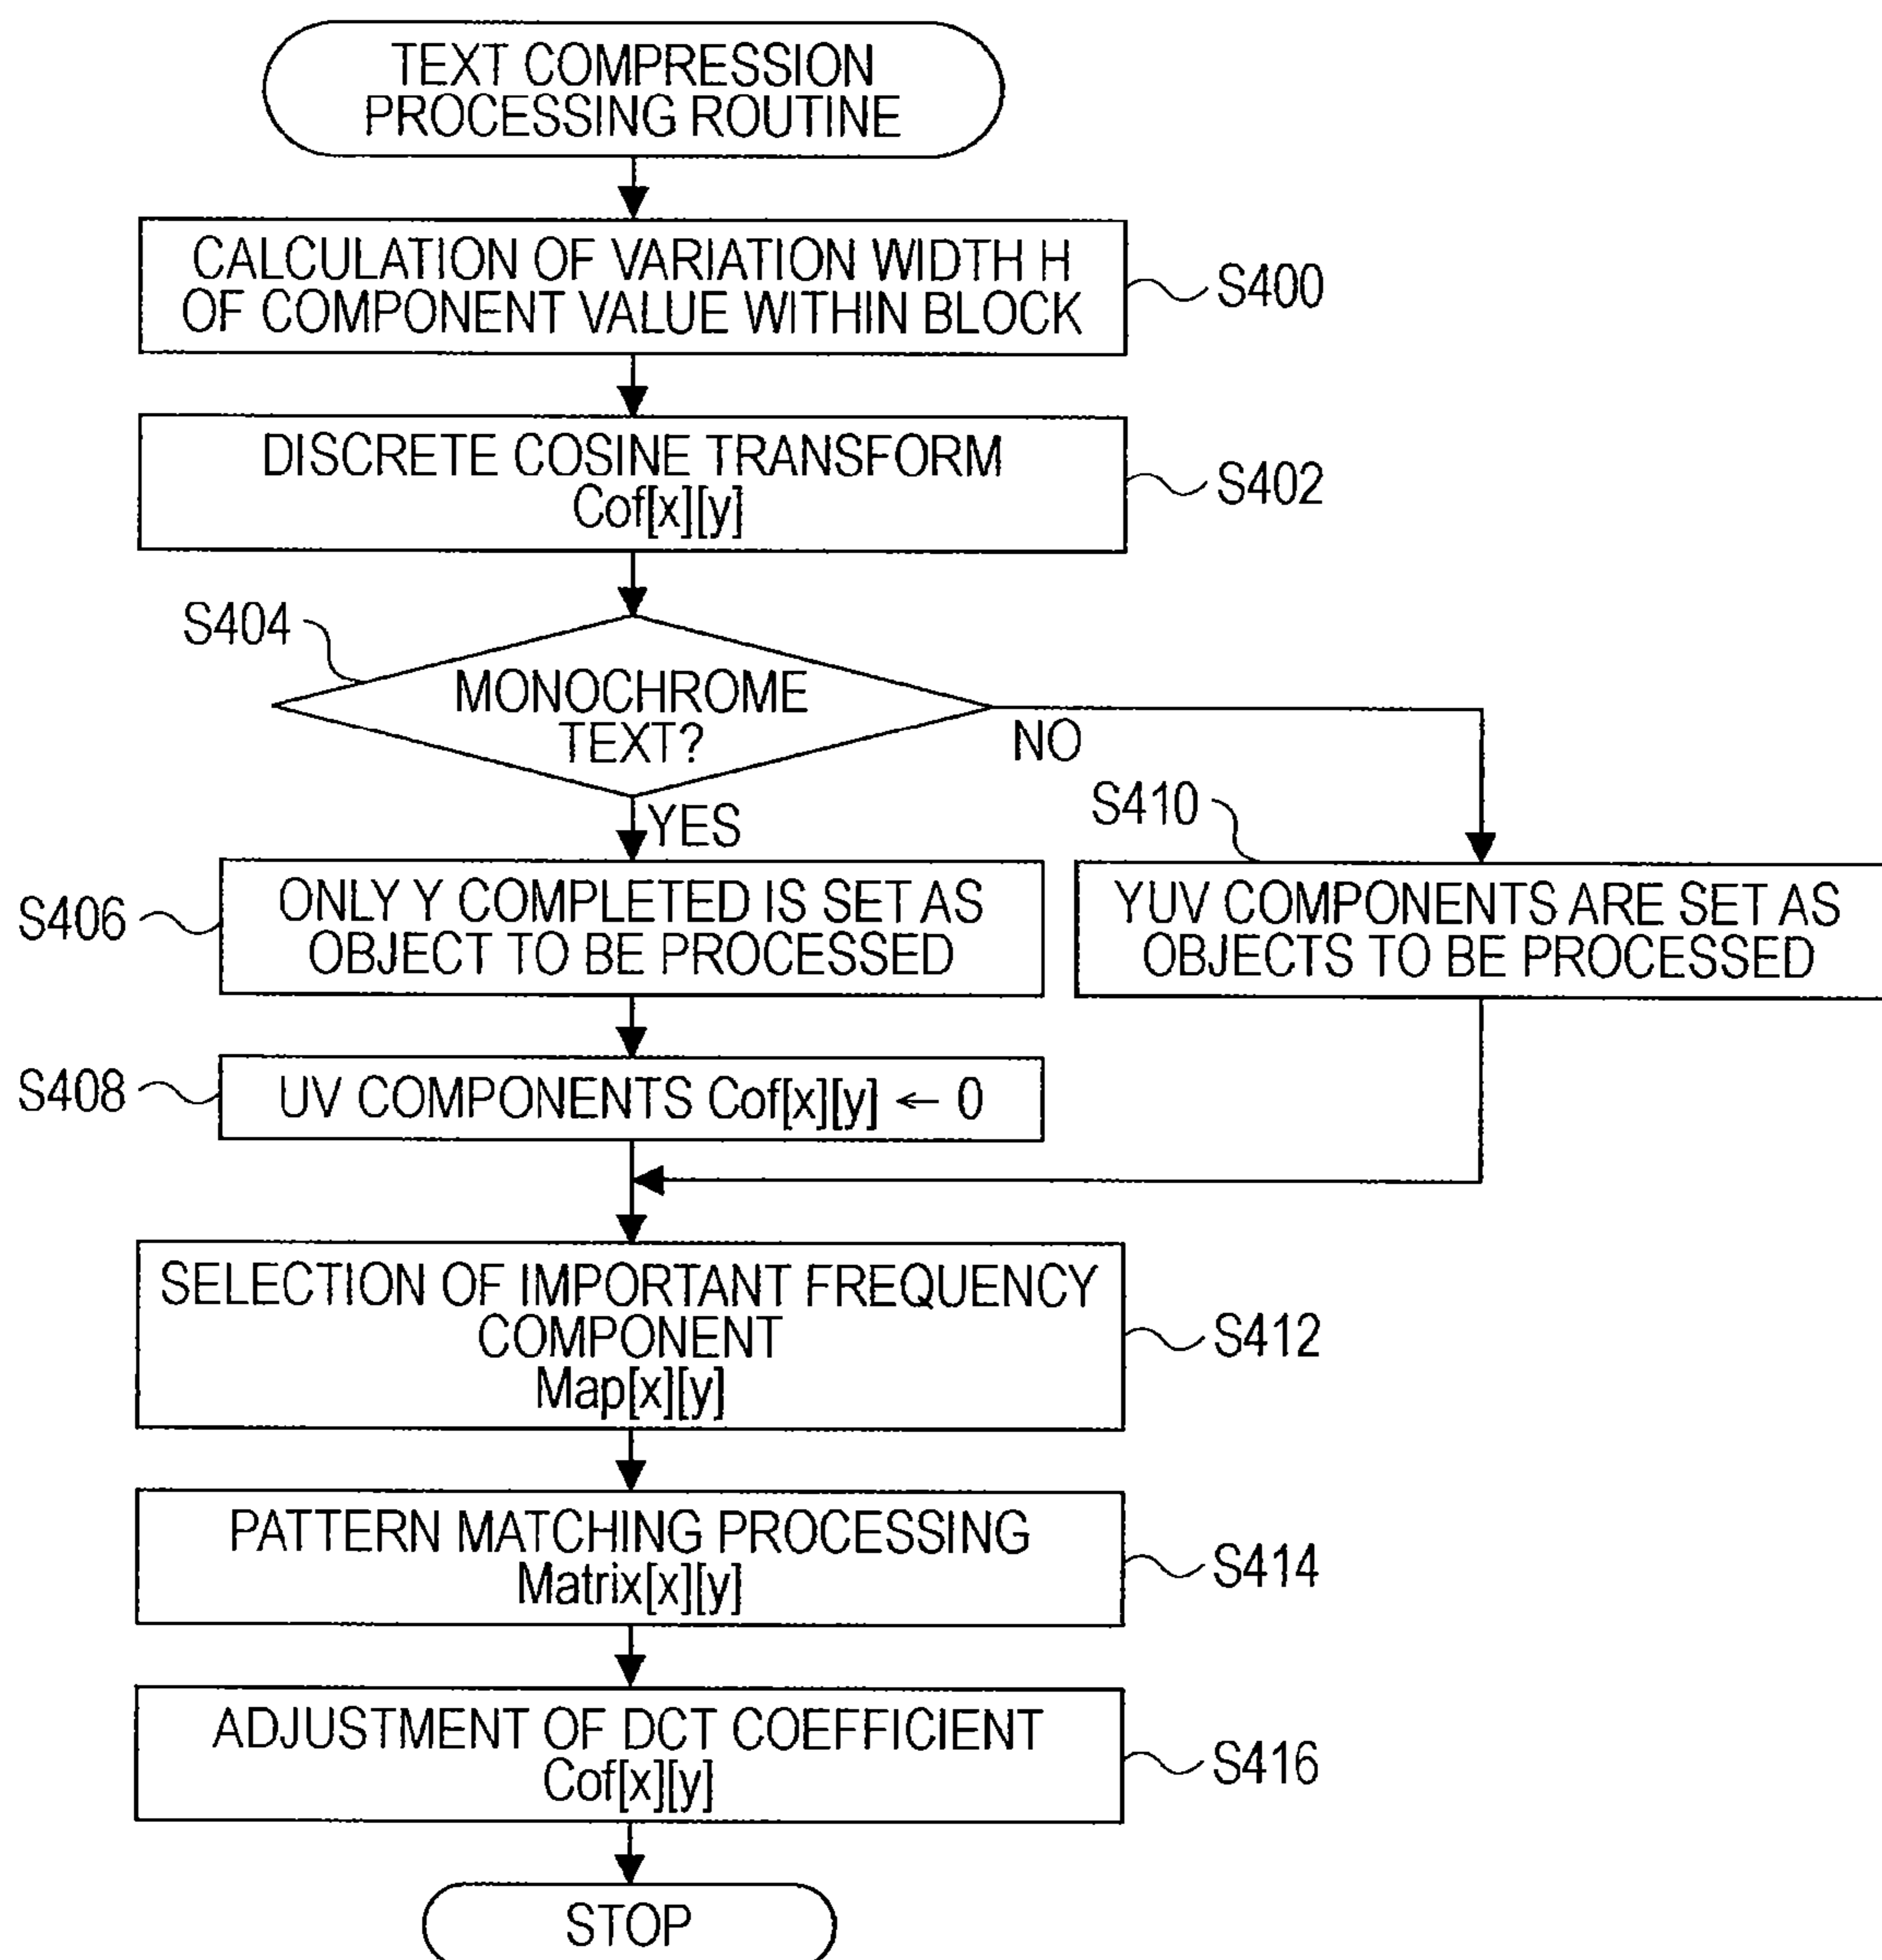 TEXT COMPRESSION
PROCESSING ROUTINE
CALCULATION OF VARIATION WIDTH H
OF COMPONENT VALUE WITHIN BLOCK
S400
DISCRETE COSINE TRANSFORM
Cof[x][y]
S402
S404
MONOCHROME
TEXT?
NO
YES
S410
S406
ONLY Y COMPLETED IS SET AS
OBJECT TO BE PROCESSED
YUV COMPONENTS ARE SET AS
OBJECTS TO BE PROCESSED
S408
UV COMPONENTS Cof[x][y] ← 0
SELECTION OF IMPORTANT FREQUENCY
COMPONENT
Map[x][y]
S412
PATTERN MATCHING PROCESSING
Matrix[x][y]
S414
ADJUSTMENT OF DCT COEFFICIENT
Cof[x][y]
S416
STOP